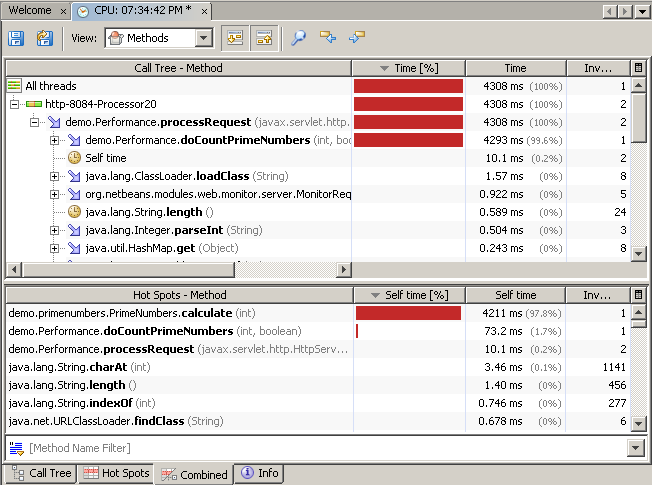 Welcome CPU: 07:34:42 PM *
View: Methods
Call Tree - Method Time [%] Time Inv...
All threads 4308 ms (100%) 1
http-8084-Processor20 4308 ms (100%) 2
demo.Performance.processRequest (javax.servlet.http. 4308 ms (100%) 2
demo.Performance.doCountPrimeNumbers (int, boo 4293 ms (99.6%) 1
Self time 10.1 ms (0.2%) 2
java.lang.ClassLoader.loadClass (String) 1.57 ms (0%) 8
org.netbeans.modules.web.monitor.server.MonitorReq 0.922 ms (0%) 5
java.lang.String.length () 0.589 ms (0%) 24
java.lang.Integer.parseInt (String) 0.504 ms (0%) 3
java.util.HashMap.get (Object) 0.243 ms (0%) 8
Hot Spots - Method Self time [%] Self time Inv...
demo.primenumbers.PrimeNumbers.calculate (int) 4211 ms (97.8%) 1
demo.Performance.doCountPrimeNumbers (int, boolean) 73.2 ms (1.7%) 1
demo.Performance.processRequest (javax.servlet.http.HttpServ... 10.1 ms (0.2%) 2
java.lang.String.charAt (int) 3.46 ms (0.1%) 1141
java.lang.String.length () 1.40 ms (0%) 456
java.lang.String.indexOf (int) 0.746 ms (0%) 277
java.net.URLClassLoader.findClass (String) 0.678 ms (0%) 6
[Method Name Filter]
Call Tree Hot Spots Combined Info